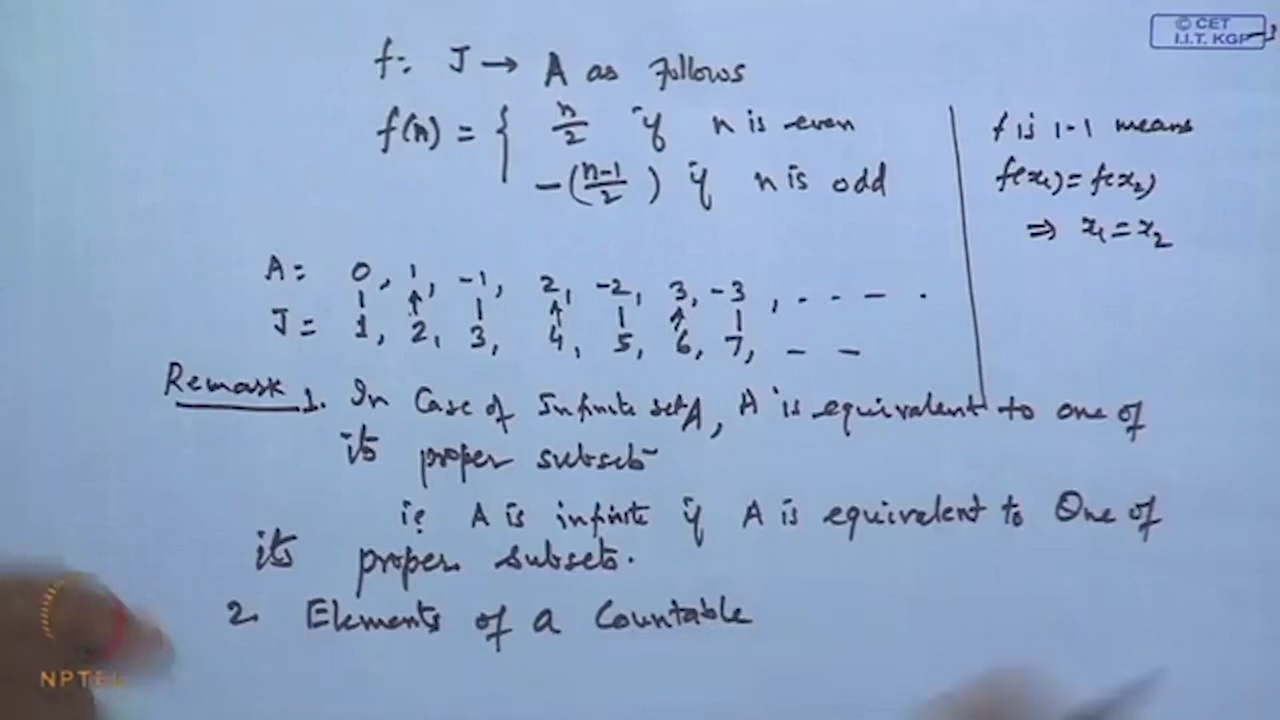 © CET
I.I.T. KGP
f: J → A as follows
f(n) = { n/2 if n is even
-(n-1/2) if n is odd
f is 1-1 means
f(x₁) = f(x₂)
⇒ x₁ = x₂
A: 0, 1, -1, 2, -2, 3, -3, . . — .
J = 1, 2, 3, 4, 5, 6, 7, — —
Remark 1. In Case of Infinite set A, A is equivalent to one of
its proper subset
ie A is infinite if A is equivalent to One of
its proper subsets.
2. Elements of a Countable
NPTEL